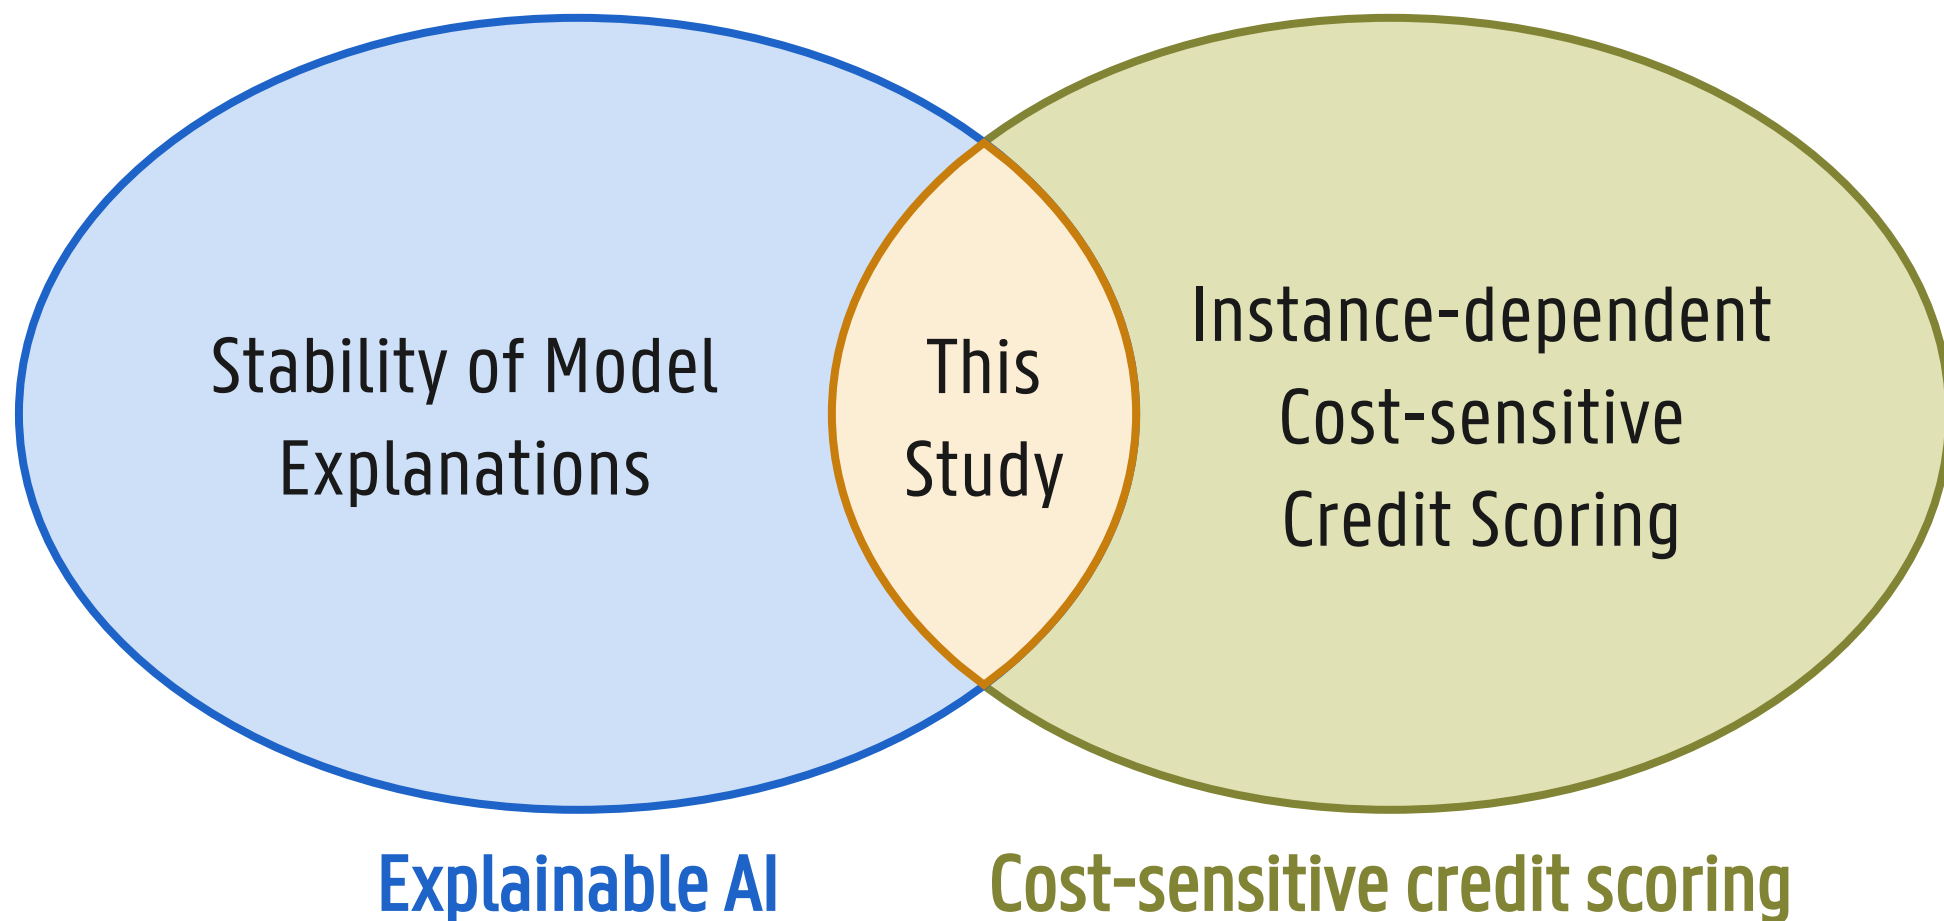 Stability of Model
Explanations
This
Study
Instance-dependent
Cost-sensitive
Credit Scoring
Explainable AI
Cost-sensitive credit scoring